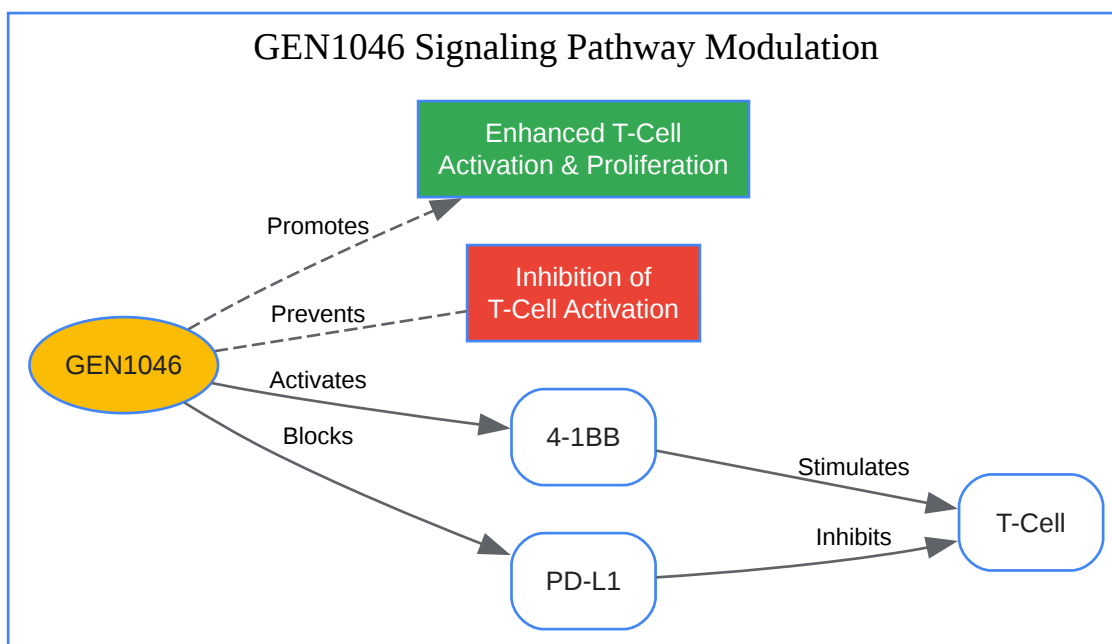 GEN1046 Signaling Pathway Modulation
Enhanced T-Cell
Activation & Proliferation
Promotes
Inhibition of
T-Cell Activation
Prevents
GEN1046
Activates
Blocks
4-1BB
Stimulates
T-Cell
Inhibits
PD-L1